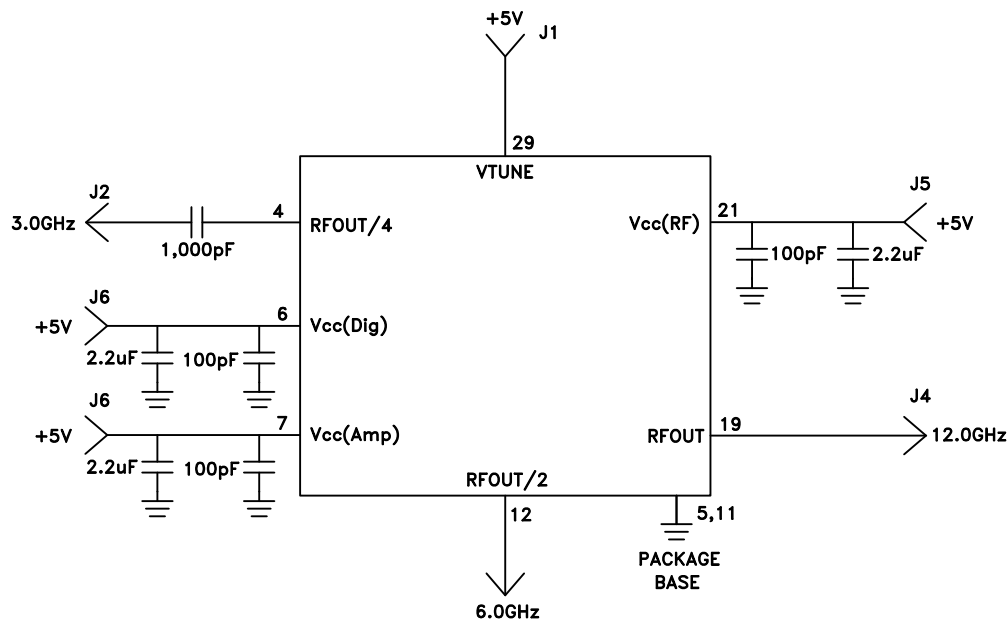 +5V
J1
29
VTUNE
J2
3.0GHz
1,000pF
4
RFOUT/4
Vcc(RF)
21
J5
+5V
100pF
2.2uF
J6
+5V
2.2uF
100pF
6
Vcc(Dig)
J6
+5V
2.2uF
100pF
7
Vcc(Amp)
RFOUT
19
J4
12.0GHz
RFOUT/2
12
5,11
PACKAGE
BASE
6.0GHz